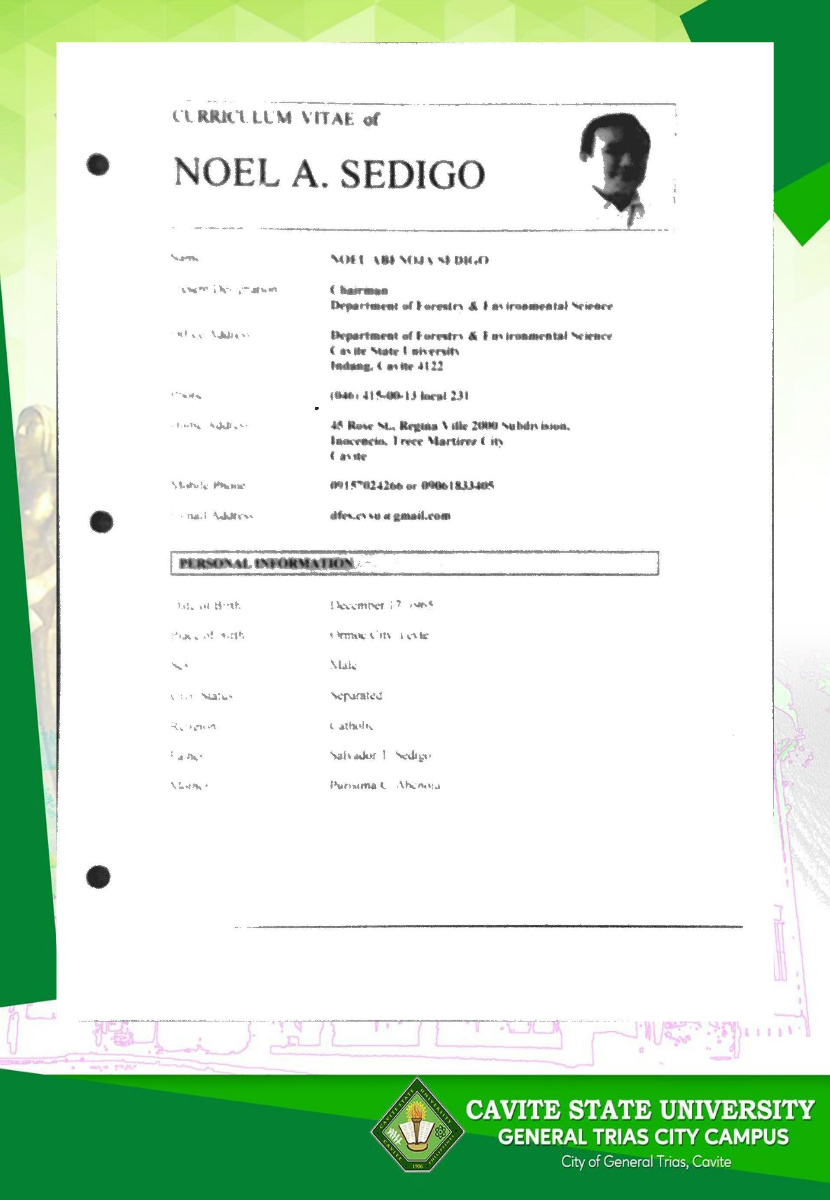 CURRICULUM VITAE of
NOEL A. SEDIGO
Name NOEL ABENOJA SEDIGO
Designation Chairman
Department of Forestry & Environmental Science
Office Address Department of Forestry & Environmental Science
Cavite State University
Indang, Cavite 4122
Phone (046) 415-00-13 local 231
Home Address 45 Rose St., Regina Ville 2000 Subdivision,
Inocencio, Trece Martirez City
Cavite
Mobile Phone 09157024266 or 09061833405
Email Address dfes.cvsu@gmail.com
PERSONAL INFORMATION
Date of Birth December 17, 1965
Place of Birth Ormoc City, Leyte
Sex Male
Civil Status Separated
Religion Catholic
Father Salvador Sedigo
Mother Purisima C. Abenoja
CAVITE STATE UNIVERSITY
GENERAL TRIAS CITY CAMPUS
City of General Trias, Cavite
CAVITE STATE UNIVERSITY
CAVITE PHILIPPINES
1906